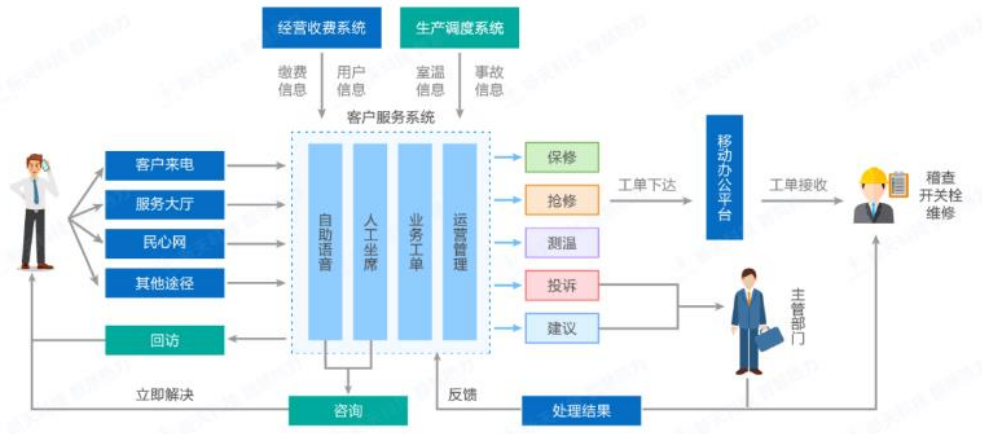 经营收费系统
生产调度系统
缴费
信息
用户
信息
室温
信息
事故
信息
客户服务系统
客户来电
服务大厅
民心网
其他途径
回访
自助语音
人工坐席
业务工单
运营管理
保修
抢修
测温
投诉
建议
工单下达
移动办公平台
工单接收
稽查
开关栓
维修
主管部门
立即解决
咨询
反馈
处理结果